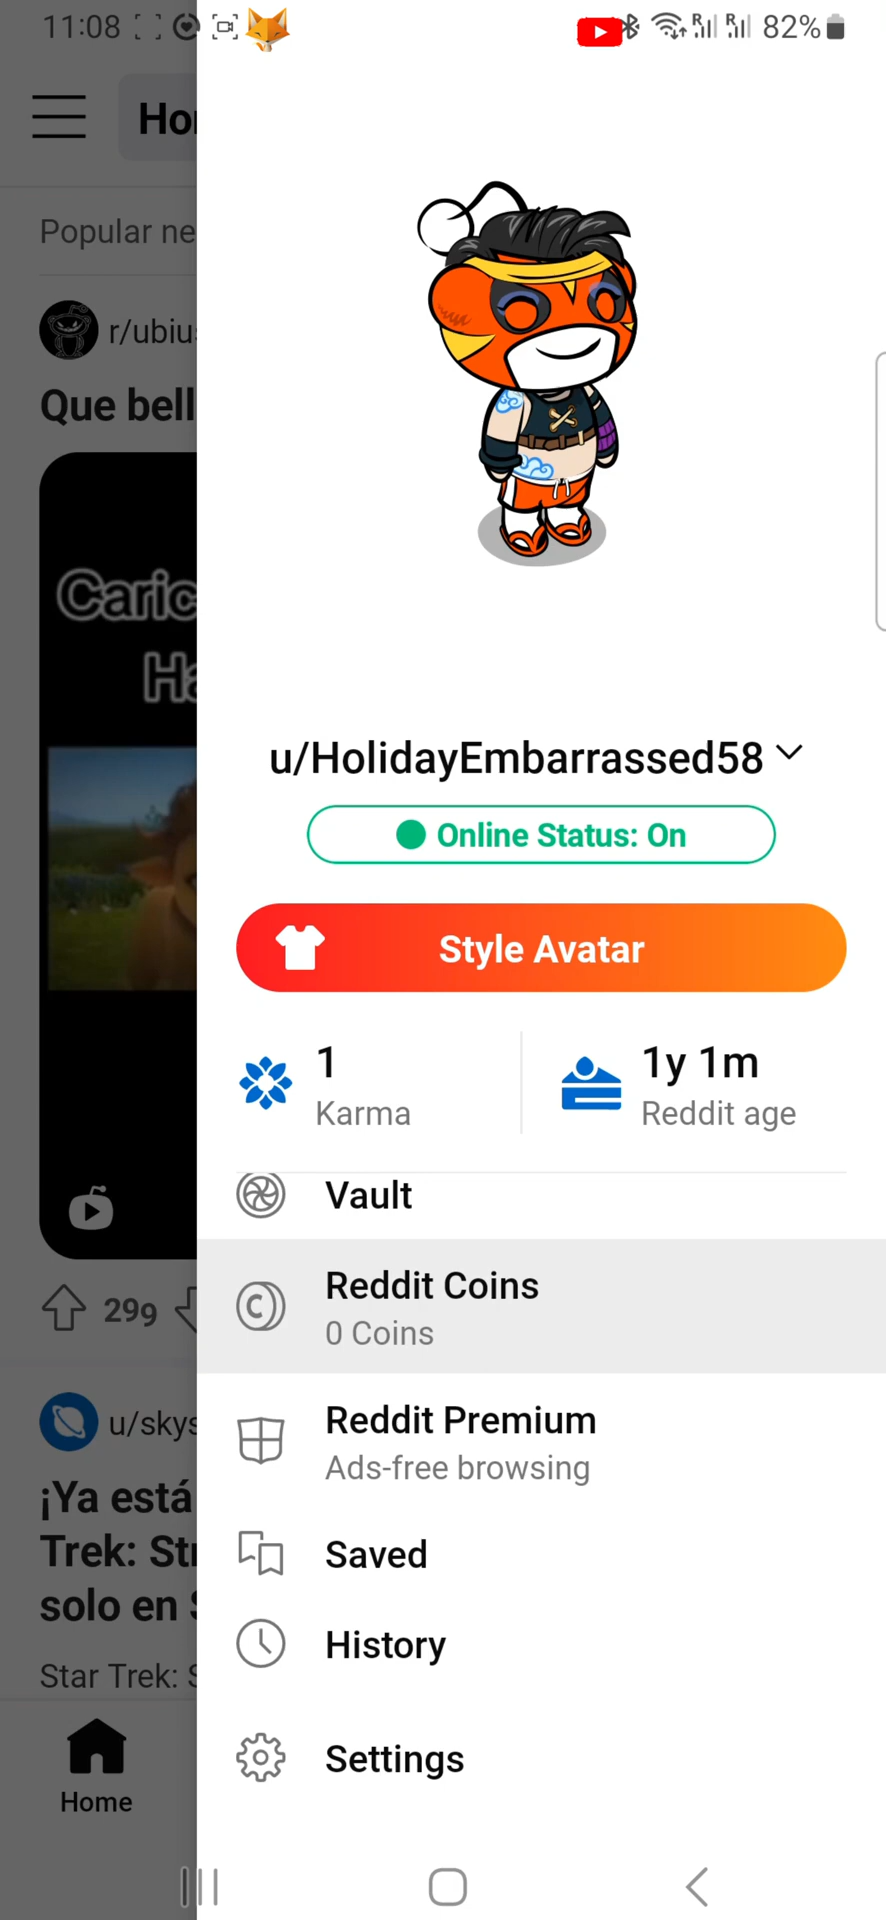 11:08
82%
Hor
Popular ne
r/ubius
Que bell
Caric
Ha
299
u/skys
¡Ya está
Trek: Str
solo en S
Star Trek: S
Home
u/HolidayEmbarrassed58
Online Status: On
Style Avatar
1
Karma
1y 1m
Reddit age
Vault
Reddit Coins
0 Coins
Reddit Premium
Ads-free browsing
Saved
History
Settings